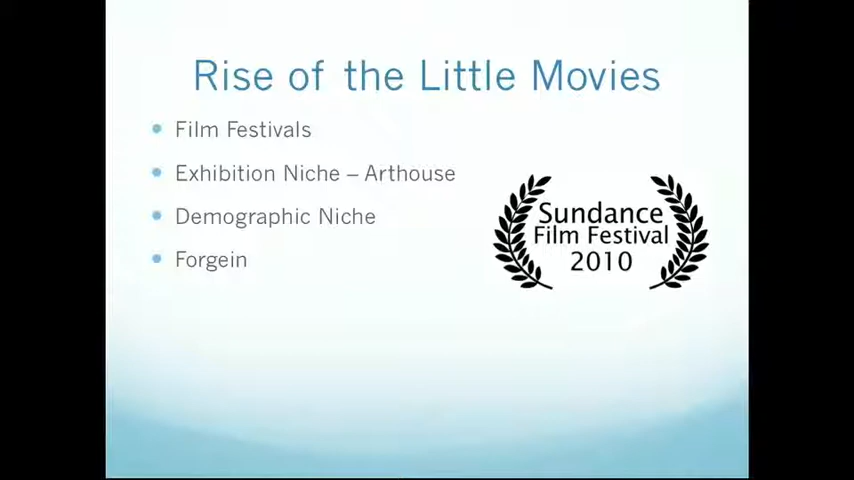 Rise of the Little Movies
Film Festivals
Exhibition Niche – Arthouse
Demographic Niche
Forgein
Sundance
Film Festival
2010